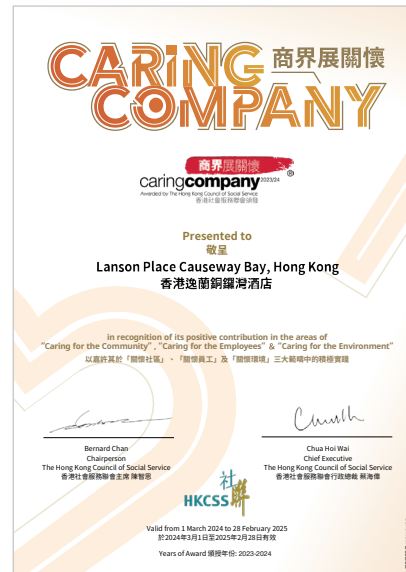 CARING 商界展關懷
COMPANY
商界展關懷
caringcompany 2023/24 ®
Awarded by The Hong Kong Council of Social Service
香港社會服務聯會頒發
Presented to
敬呈
Lanson Place Causeway Bay, Hong Kong
香港逸蘭銅鑼灣酒店
in recognition of its positive contribution in the areas of
“Caring for the Community”, “Caring for the Employees” & “Caring for the Environment”
以嘉許其於「關懷社區」、「關懷員工」及「關懷環境」三大範疇中的積極實踐
Bernard Chan
Chairperson
The Hong Kong Council of Social Service
香港社會服務聯會主席 陳智思
Chua Hoi Wai
Chief Executive
The Hong Kong Council of Social Service
香港社會服務聯會行政總裁 蔡海偉
HKCSS 社聯
Valid from 1 March 2024 to 28 February 2025
於2024年3月1日至2025年2月28日有效
Years of Award 頒授年份: 2023-2024